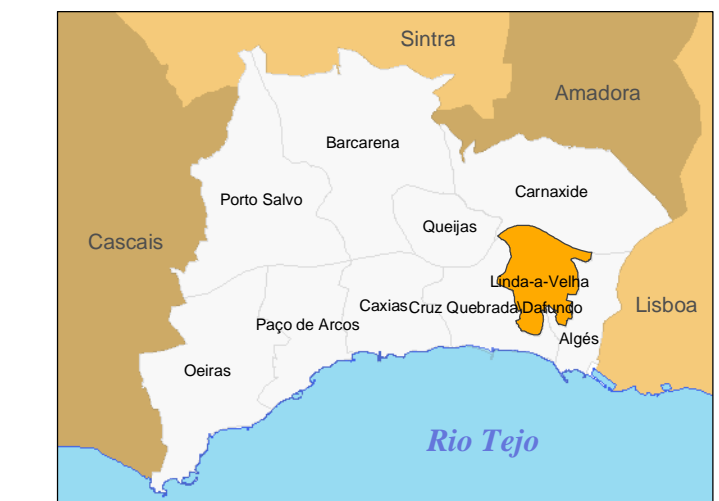 Sintra
Amadora
Barcarena
Carnaxide
Porto Salvo
Queijas
Cascais
Linda-a-Velha
Caxias
Cruz Quebrada\Dafundo
Lisboa
Paço de Arcos
Algés
Oeiras
Rio Tejo